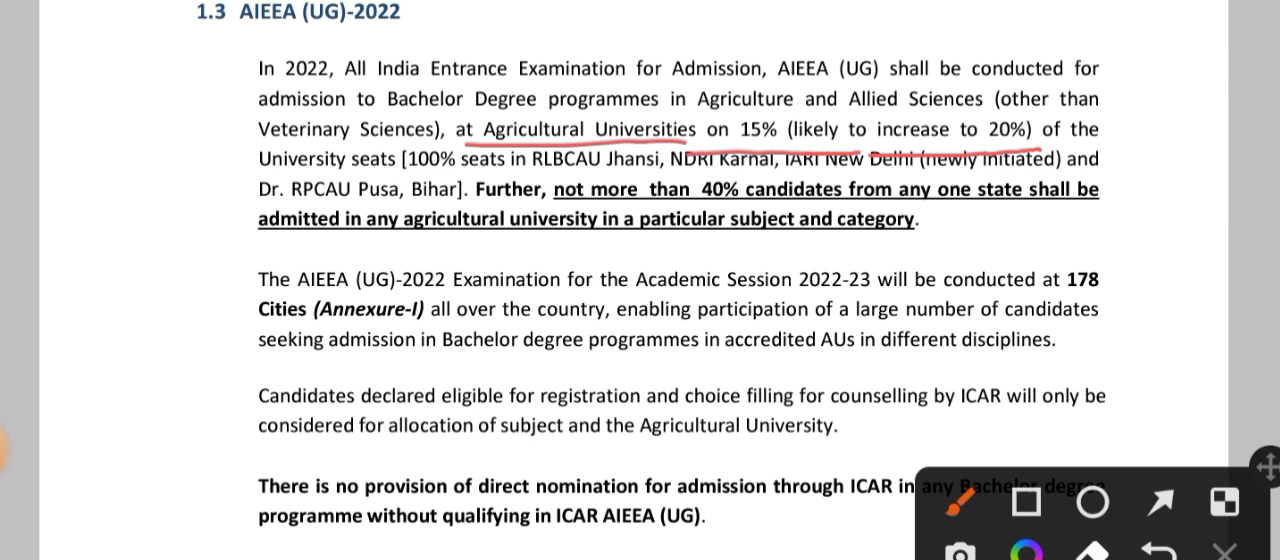 1.3 AIEEA (UG)-2022
In 2022, All India Entrance Examination for Admission, AIEEA (UG) shall be conducted for
admission to Bachelor Degree programmes in Agriculture and Allied Sciences (other than
Veterinary Sciences), at Agricultural Universities on 15% (likely to increase to 20%) of the
University seats [100% seats in RLBCAU Jhansi, NDRI Karnal, IARI New Delhi (newly initiated) and
Dr. RPCAU Pusa, Bihar]. Further, not more than 40% candidates from any one state shall be
admitted in any agricultural university in a particular subject and category.
The AIEEA (UG)-2022 Examination for the Academic Session 2022-23 will be conducted at 178
Cities (Annexure-I) all over the country, enabling participation of a large number of candidates
seeking admission in Bachelor degree programmes in accredited AUs in different disciplines.
Candidates declared eligible for registration and choice filling for counselling by ICAR will only be
considered for allocation of subject and the Agricultural University.
There is no provision of direct nomination for admission through ICAR in any Bachelor degree
programme without qualifying in ICAR AIEEA (UG).